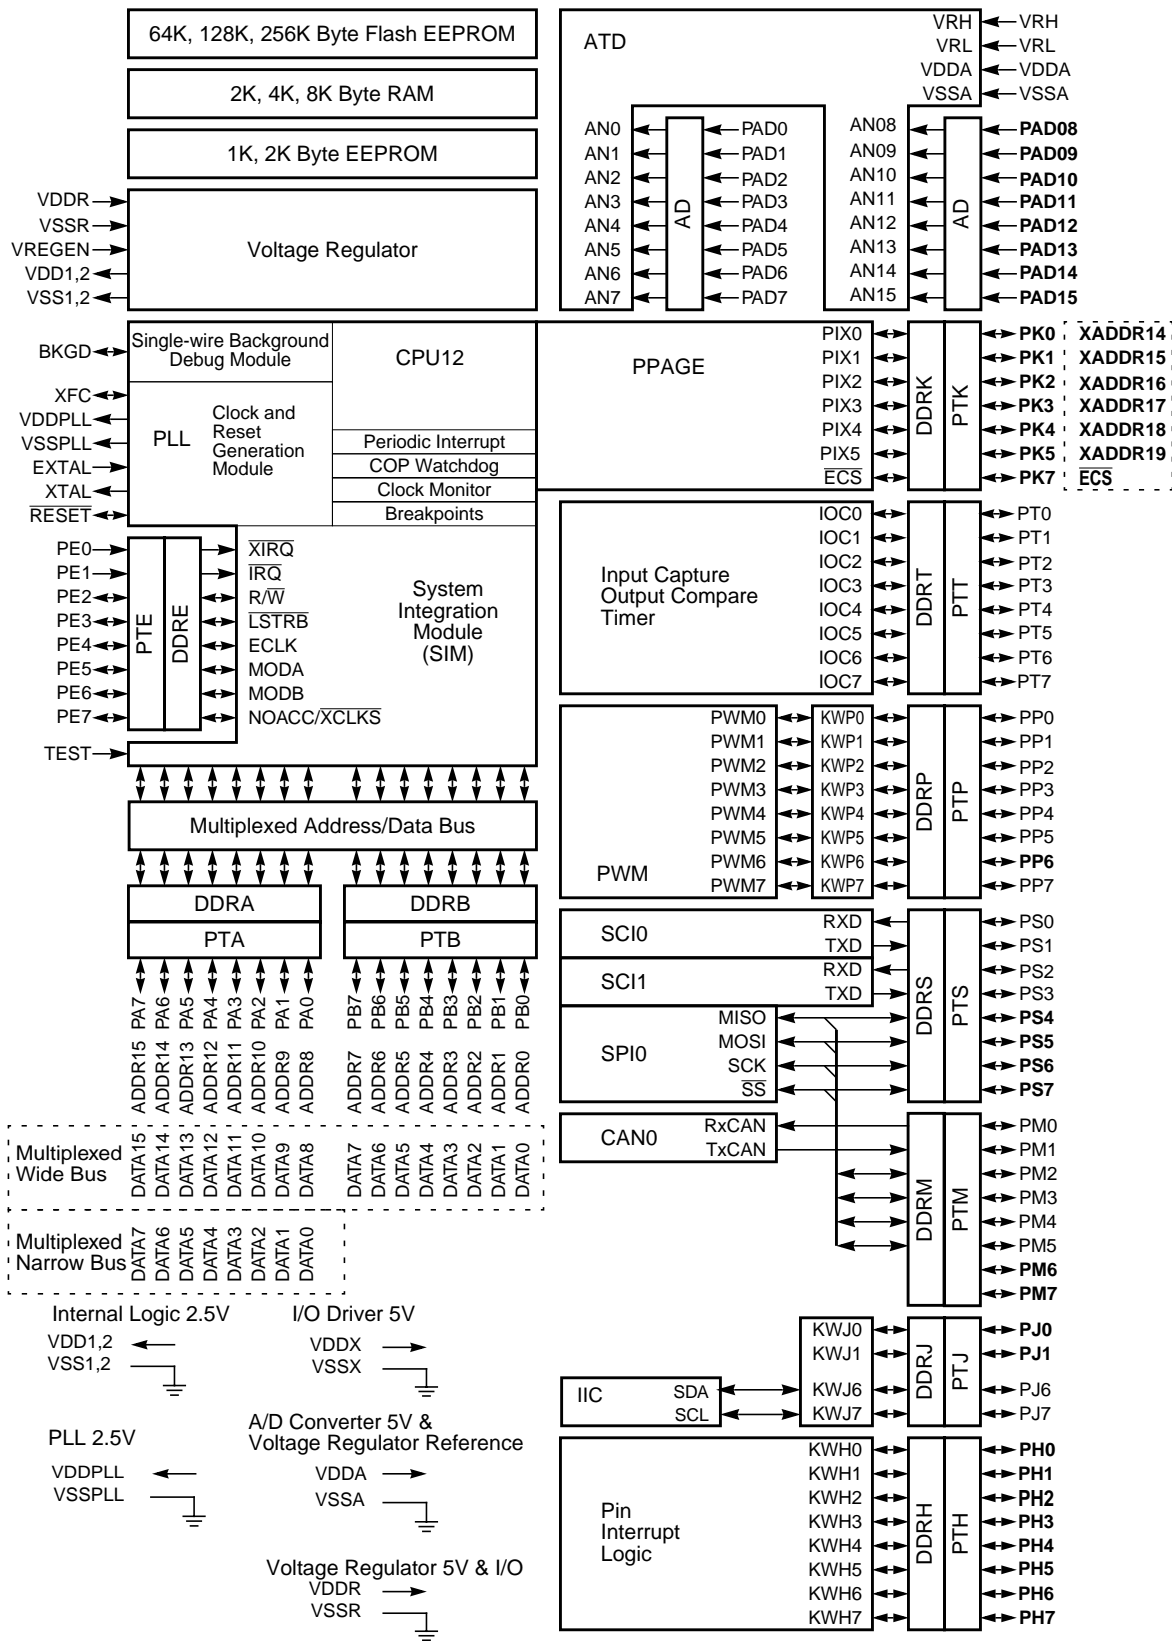 64K, 128K, 256K Byte Flash EEPROM
2K, 4K, 8K Byte RAM
1K, 2K Byte EEPROM
VDDR
VSSR
VREGEN
VDD1,2
VSS1,2
Voltage Regulator
ATD
VRH
VRL
VDDA
VSSA
VRH
VRL
VDDA
VSSA
AN0
AN1
AN2
AN3
AN4
AN5
AN6
AN7
AD
PAD0
PAD1
PAD2
PAD3
PAD4
PAD5
PAD6
PAD7
AN08
AN09
AN10
AN11
AN12
AN13
AN14
AN15
AD
PAD08
PAD09
PAD10
PAD11
PAD12
PAD13
PAD14
PAD15
BKGD
XFC
VDDPLL
VSSPLL
EXTAL
XTAL
RESET
Single-wire Background
Debug Module
CPU12
PLL
Clock and
Reset
Generation
Module
Periodic Interrupt
COP Watchdog
Clock Monitor
Breakpoints
PPAGE
PIX0
PIX1
PIX2
PIX3
PIX4
PIX5
ECS
DDRK
PTK
PK0
PK1
PK2
PK3
PK4
PK5
PK7
XADDR14
XADDR15
XADDR16
XADDR17
XADDR18
XADDR19
ECS
PE0
PE1
PE2
PE3
PE4
PE5
PE6
PE7
TEST
PTE
DDRE
XIRQ
IRQ
R/W
LSTRB
ECLK
MODA
MODB
NOACC/XCLKS
System
Integration
Module
(SIM)
Input Capture
Output Compare
Timer
IOC0
IOC1
IOC2
IOC3
IOC4
IOC5
IOC6
IOC7
DDRT
PTT
PT0
PT1
PT2
PT3
PT4
PT5
PT6
PT7
Multiplexed Address/Data Bus
DDRA
PTA
DDRB
PTB
PA7
PA6
PA5
PA4
PA3
PA2
PA1
PA0
PB7
PB6
PB5
PB4
PB3
PB2
PB1
PB0
ADDR15
ADDR14
ADDR13
ADDR12
ADDR11
ADDR10
ADDR9
ADDR8
ADDR7
ADDR6
ADDR5
ADDR4
ADDR3
ADDR2
ADDR1
ADDR0
Multiplexed
Wide Bus
DATA15
DATA14
DATA13
DATA12
DATA11
DATA10
DATA9
DATA8
DATA7
DATA6
DATA5
DATA4
DATA3
DATA2
DATA1
DATA0
Multiplexed
Narrow Bus
DATA7
DATA6
DATA5
DATA4
DATA3
DATA2
DATA1
DATA0
PWM
PWM0
PWM1
PWM2
PWM3
PWM4
PWM5
PWM6
PWM7
KWP0
KWP1
KWP2
KWP3
KWP4
KWP5
KWP6
KWP7
DDRP
PTP
PP0
PP1
PP2
PP3
PP4
PP5
PP6
PP7
SCI0
RXD
TXD
SCI1
RXD
TXD
SPI0
MISO
MOSI
SCK
SS
DDRS
PTS
PS0
PS1
PS2
PS3
PS4
PS5
PS6
PS7
CAN0
RxCAN
TxCAN
DDRM
PTM
PM0
PM1
PM2
PM3
PM4
PM5
PM6
PM7
IIC
SDA
SCL
KWJ0
KWJ1
KWJ6
KWJ7
DDRJ
PTJ
PJ0
PJ1
PJ6
PJ7
Pin
Interrupt
Logic
KWH0
KWH1
KWH2
KWH3
KWH4
KWH5
KWH6
KWH7
DDRH
PTH
PH0
PH1
PH2
PH3
PH4
PH5
PH6
PH7
Internal Logic 2.5V
VDD1,2
VSS1,2
I/O Driver 5V
VDDX
VSSX
PLL 2.5V
VDDPLL
VSSPLL
A/D Converter 5V &
Voltage Regulator Reference
VDDA
VSSA
Voltage Regulator 5V & I/O
VDDR
VSSR